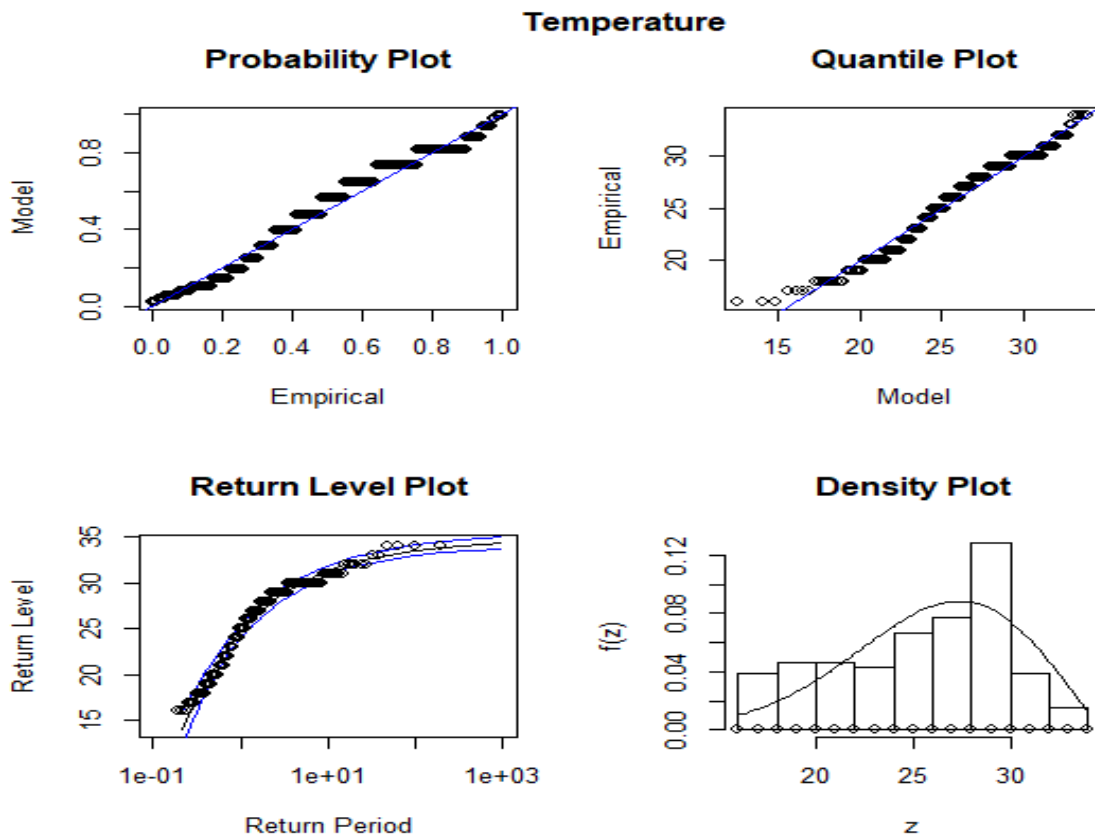 Temperature
Probability Plot
Model
0.0 0.4 0.8
0.0 0.2 0.4 0.6 0.8 1.0
Empirical
Quantile Plot
Empirical
20 25 30
15 20 25 30
Model
Return Level Plot
Return Level
15 20 25 30 35
1e-01 1e+01 1e+03
Return Period
Density Plot
f(z)
0.00 0.04 0.08 0.12
20 25 30
z